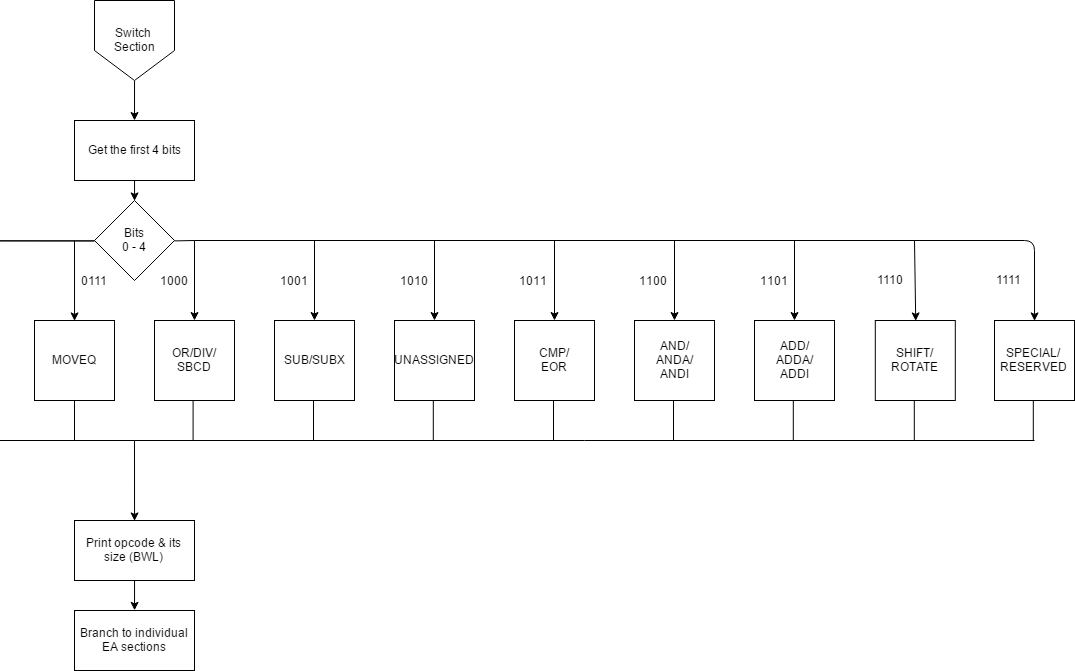 Switch
Section
Get the first 4 bits
Bits
0 - 4
0111
1000
1001
1010
1011
1100
1101
1110
1111
MOVEQ
OR/DIV/
SBCD
SUB/SUBX
UNASSIGNED
CMP/
EOR
AND/
ANDA/
ANDI
ADD/
ADDA/
ADDI
SHIFT/
ROTATE
SPECIAL/
RESERVED
Print opcode & its
size (BWL)
Branch to individual
EA sections